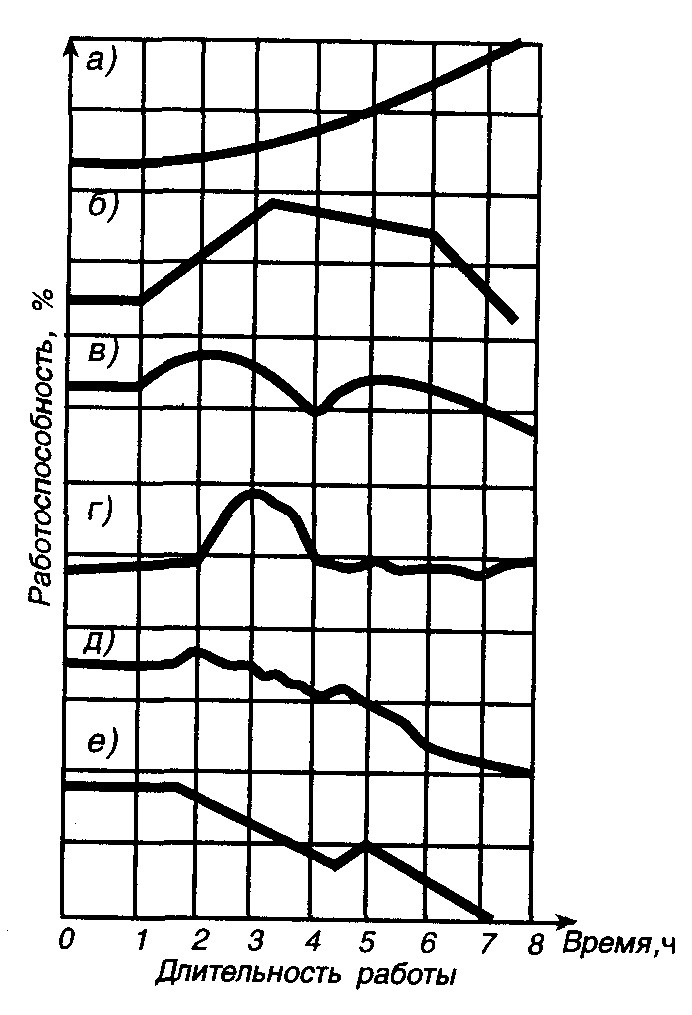 а)
б)
в)
г)
д)
е)
Работоспособность, %
0 1 2 3 4 5 6 7 8 Время,ч
Длительность работы